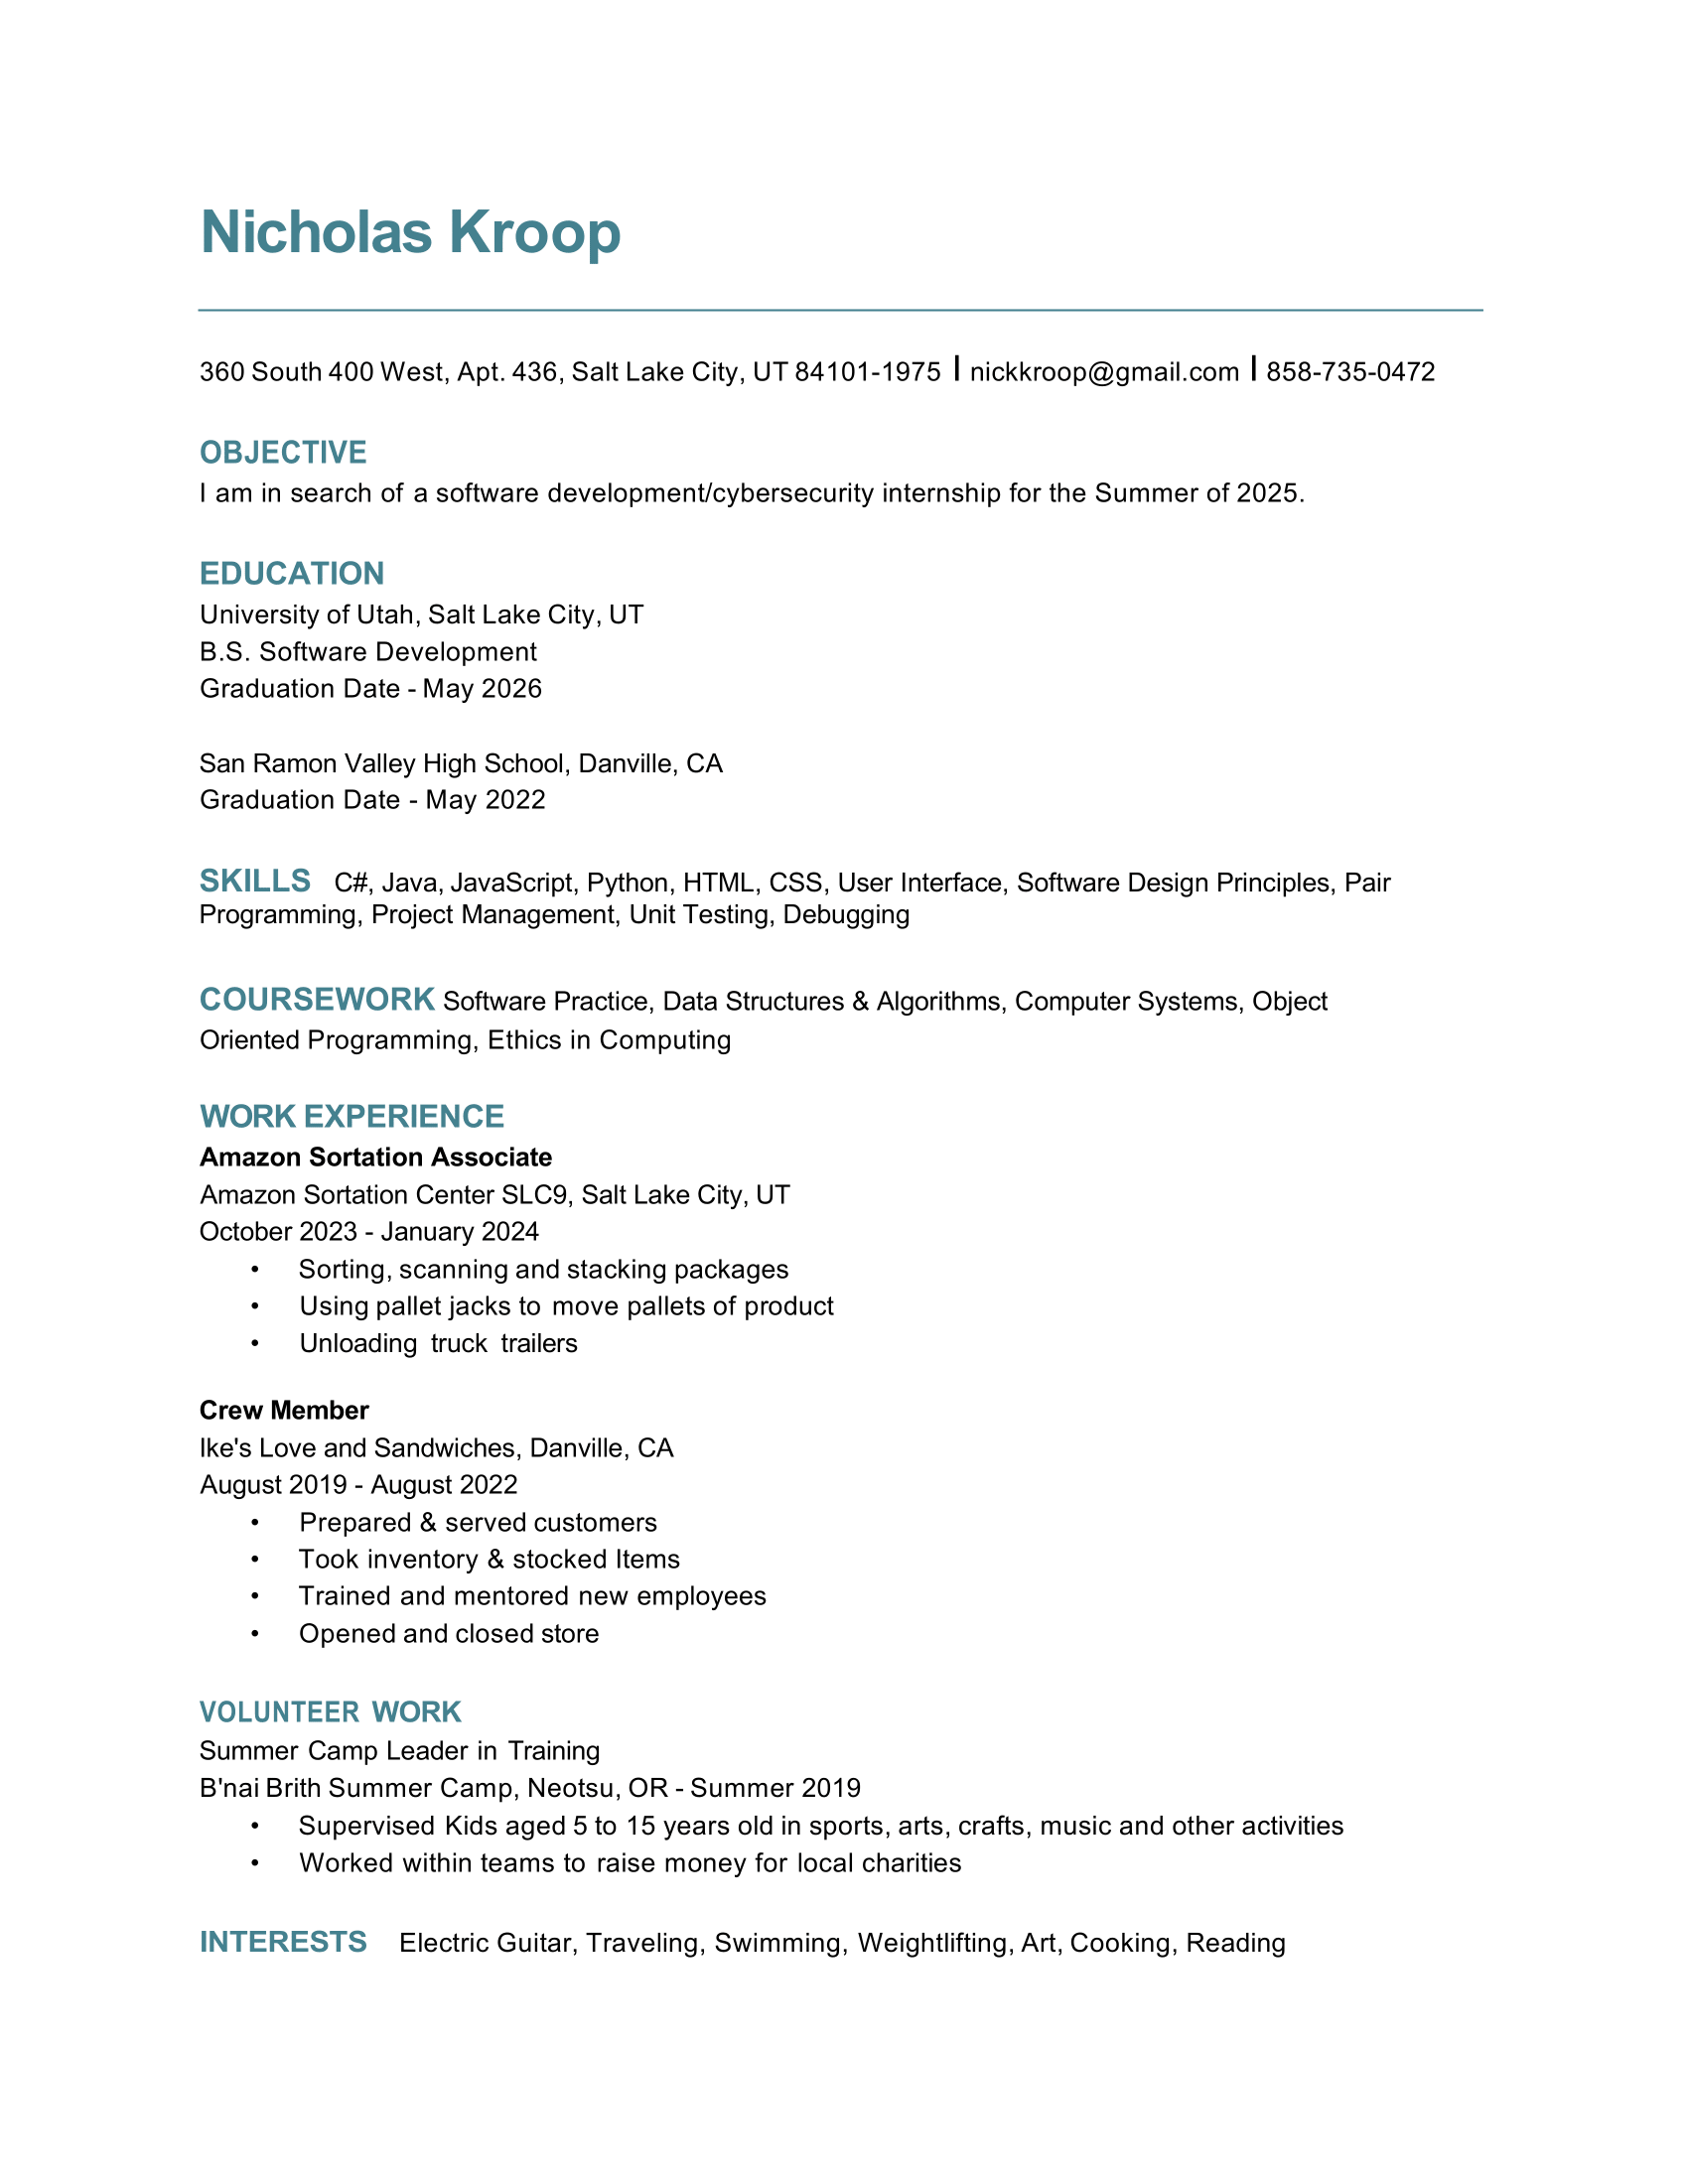 Nicholas Kroop
360 South 400 West, Apt. 436, Salt Lake City, UT 84101-1975 | nickkroop@gmail.com | 858-735-0472
OBJECTIVE
I am in search of a software development/cybersecurity internship for the Summer of 2025.
EDUCATION
University of Utah, Salt Lake City, UT
B.S. Software Development
Graduation Date - May 2026
San Ramon Valley High School, Danville, CA
Graduation Date - May 2022
SKILLS C#, Java, JavaScript, Python, HTML, CSS, User Interface, Software Design Principles, Pair
Programming, Project Management, Unit Testing, Debugging
COURSEWORK Software Practice, Data Structures & Algorithms, Computer Systems, Object
Oriented Programming, Ethics in Computing
WORK EXPERIENCE
Amazon Sortation Associate
Amazon Sortation Center SLC9, Salt Lake City, UT
October 2023 - January 2024
• Sorting, scanning and stacking packages
• Using pallet jacks to move pallets of product
• Unloading truck trailers
Crew Member
Ike's Love and Sandwiches, Danville, CA
August 2019 - August 2022
• Prepared & served customers
• Took inventory & stocked Items
• Trained and mentored new employees
• Opened and closed store
VOLUNTEER WORK
Summer Camp Leader in Training
B'nai Brith Summer Camp, Neotsu, OR - Summer 2019
• Supervised Kids aged 5 to 15 years old in sports, arts, crafts, music and other activities
• Worked within teams to raise money for local charities
INTERESTS Electric Guitar, Traveling, Swimming, Weightlifting, Art, Cooking, Reading